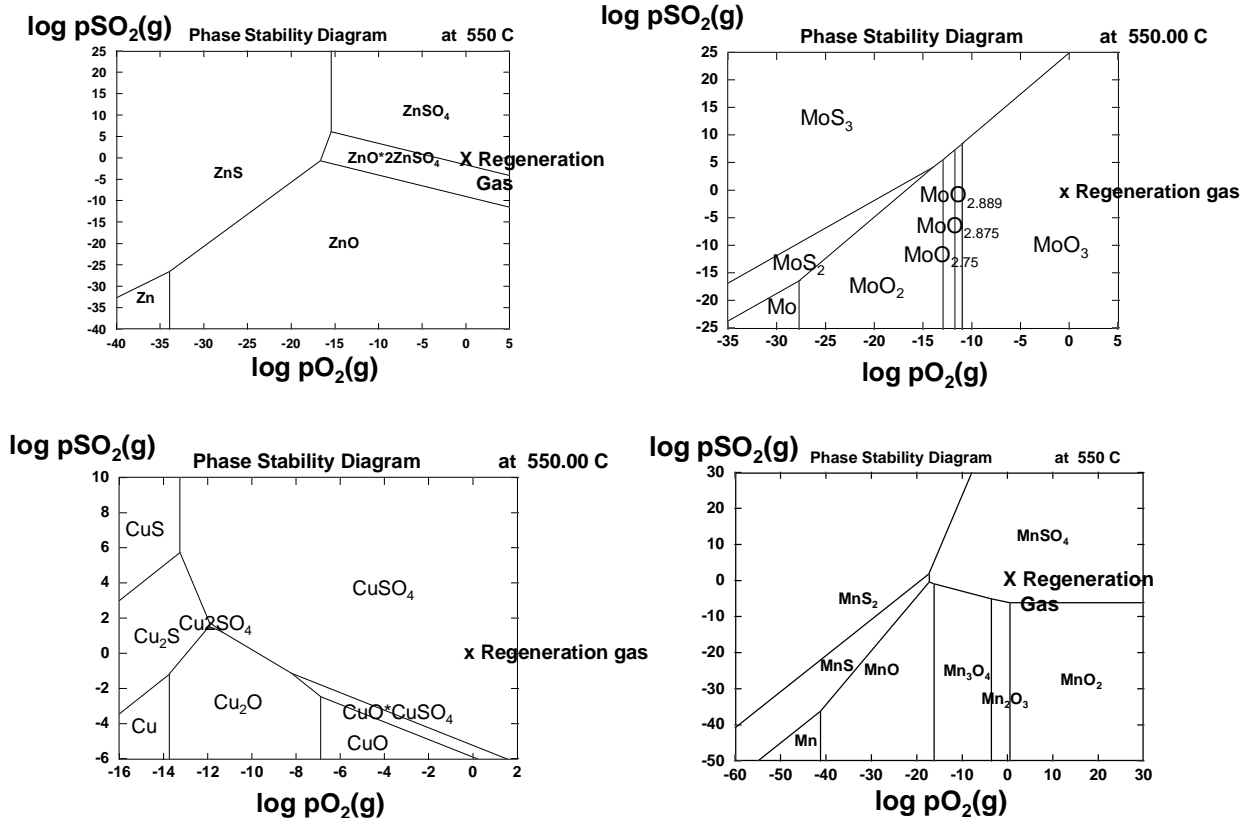 log pSO₂(g)
Phase Stability Diagram at 550 C
25
20
15
10
5
0
-5
-10
-15
-20
-25
-30
-35
-40
ZnSO₄
ZnO*2ZnSO₄
X Regeneration
Gas
ZnS
ZnO
Zn
-40 -35 -30 -25 -20 -15 -10 -5 0 5
log pO₂(g)
log pSO₂(g)
Phase Stability Diagram at 550.00 C
25
20
15
10
5
0
-5
-10
-15
-20
-25
MoS₃
MoO₂.₈₈₉
x Regeneration gas
MoO₂.₈₇₅
MoO₃
MoO₂.₇₅
MoS₂
MoO₂
Mo
-35 -30 -25 -20 -15 -10 -5 0 5
log pO₂(g)
log pSO₂(g)
Phase Stability Diagram at 550.00 C
10
8
6
4
2
0
-2
-4
-6
CuS
CuSO₄
Cu₂S
Cu2SO₄
x Regeneration gas
Cu₂O
CuO*CuSO₄
Cu
CuO
-16 -14 -12 -10 -8 -6 -4 -2 0 2
log pO₂(g)
log pSO₂(g)
Phase Stability Diagram at 550 C
30
20
10
0
-10
-20
-30
-40
-50
MnSO₄
X Regeneration
Gas
MnS₂
MnS
MnO
Mn₃O₄
Mn₂O₃
MnO₂
Mn
-60 -50 -40 -30 -20 -10 0 10 20 30
log pO₂(g)